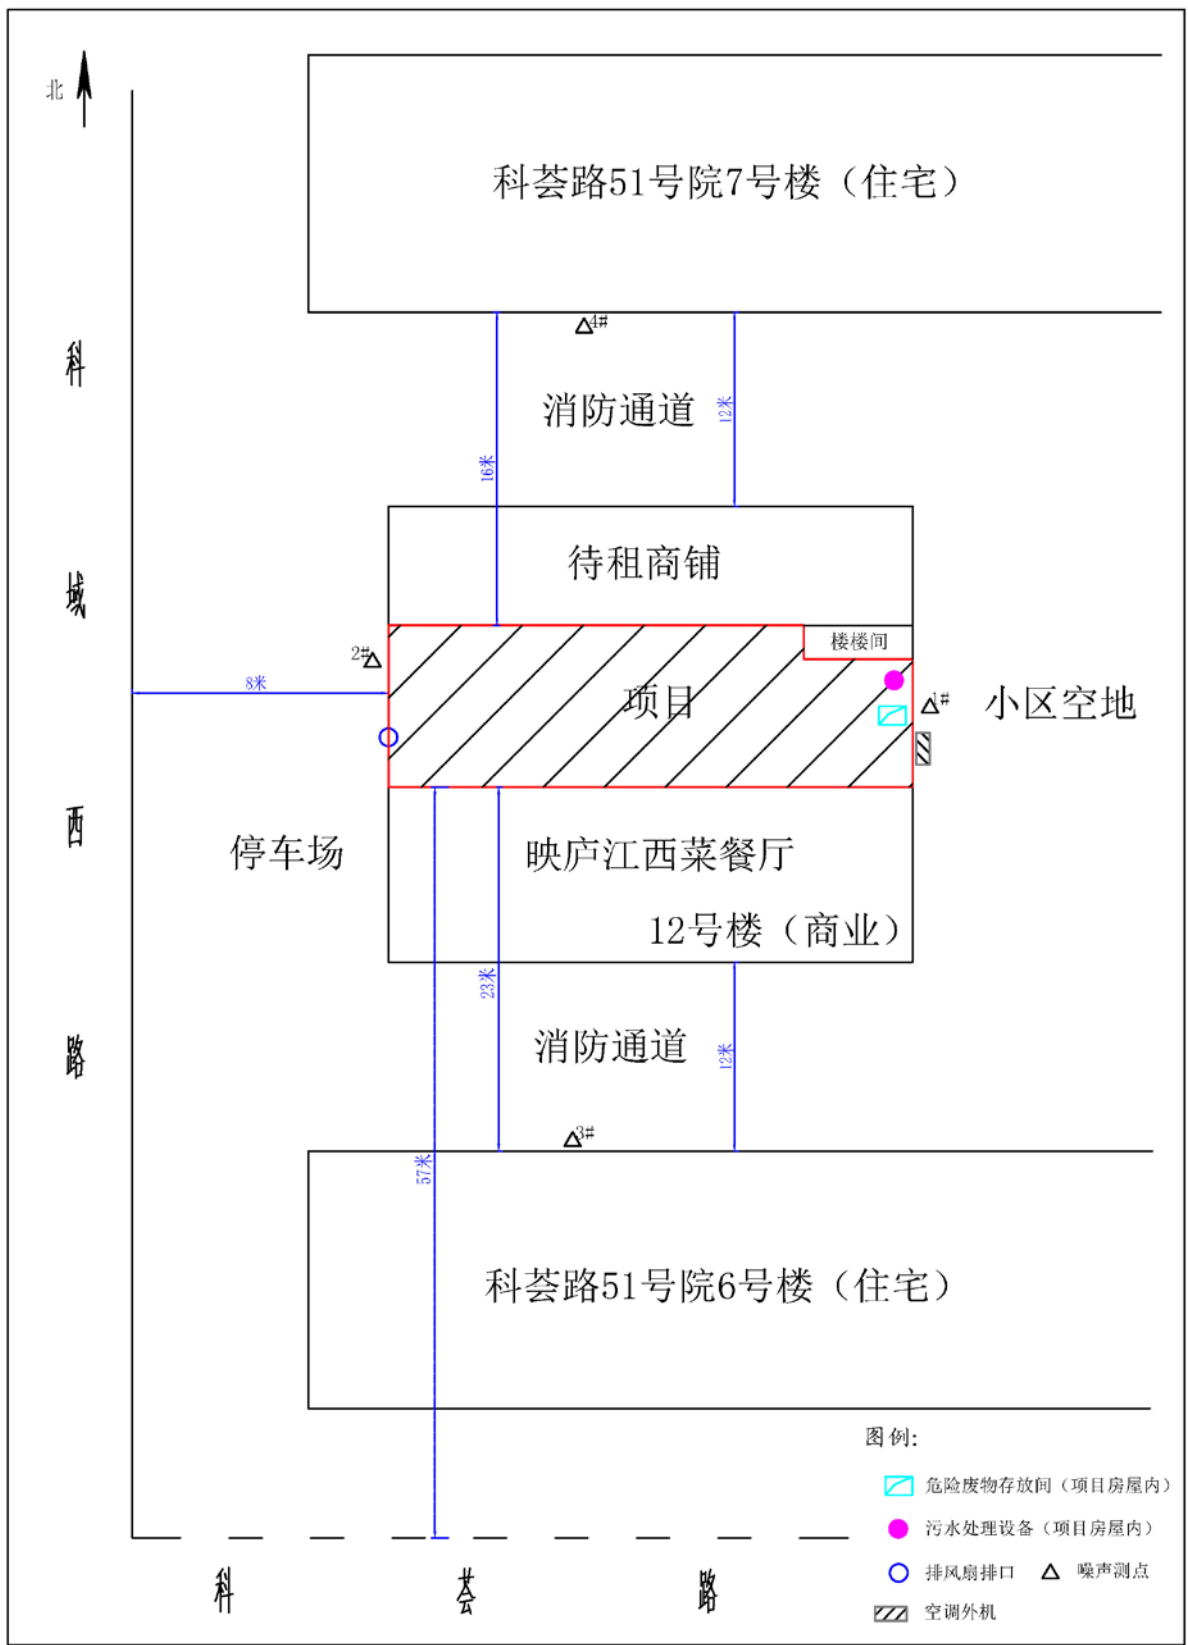 北
科荟路51号院7号楼（住宅）
4#
消防通道
12米
16米
待租商铺
楼楼间
2#
8米
项目
1#
小区空地
停车场
映庐江西菜餐厅
12号楼（商业）
23米
消防通道
12米
3#
57米
科荟路51号院6号楼（住宅）
科域西路
科荟路
图例:
危险废物存放间（项目房屋内）
污水处理设备（项目房屋内）
排风扇排口
噪声测点
空调外机